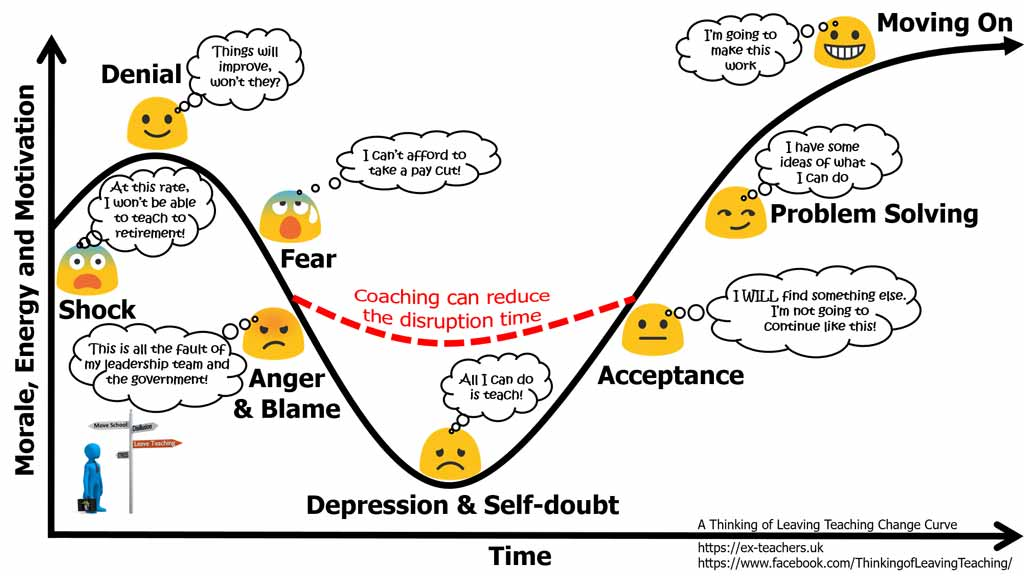 Moving On
I'm going to
make this
work
Things will
improve,
won't they?
Denial
I can't afford to
take a pay cut!
I have some
ideas of what
I can do
At this rate,
I won't be able
to teach to
retirement!
Problem Solving
Fear
Shock
Coaching can reduce
the disruption time
I WILL find something else.
I'm not going to
continue like this!
This is all the fault of
my leadership team and
the government!
Anger
& Blame
All I can do
is teach!
Acceptance
Move School
Leave Teaching
Depression & Self-doubt
Morale, Energy and Motivation
Time
A Thinking of Leaving Teaching Change Curve
https://ex-teachers.uk
https://www.facebook.com/ThinkingofLeavingTeaching/